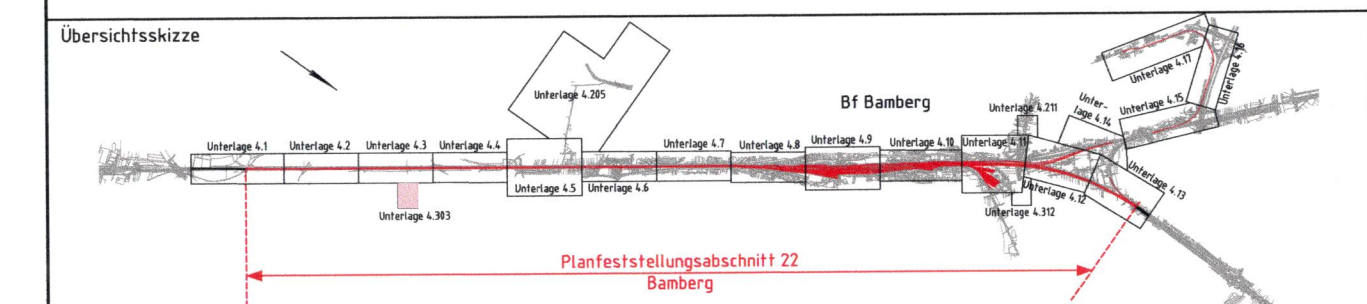 Übersichtsskizze
Unterlage 4.205
Bf Bamberg
Unterlage 4.211
Unter-
lage 4.14
Unterlage 4.15
Unterlage 4.16
Unterlage 4.17
Unterlage 4.1
Unterlage 4.2
Unterlage 4.3
Unterlage 4.4
Unterlage 4.5
Unterlage 4.6
Unterlage 4.7
Unterlage 4.8
Unterlage 4.9
Unterlage 4.10
Unterlage 4.11
Unterlage 4.12
Unterlage 4.13
Unterlage 4.303
Unterlage 4.312
Planfeststellungsabschnitt 22
Bamberg